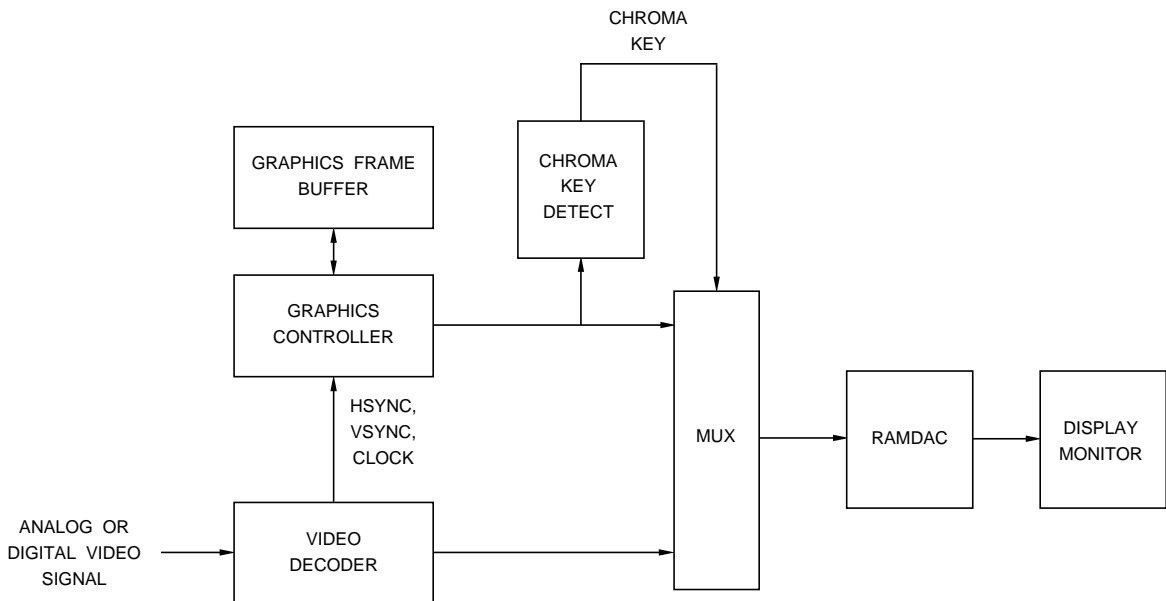 CHROMA
KEY
GRAPHICS FRAME
BUFFER
CHROMA
KEY
DETECT
GRAPHICS
CONTROLLER
HSYNC,
VSYNC,
CLOCK
MUX
RAMDAC
DISPLAY
MONITOR
ANALOG OR
DIGITAL VIDEO
SIGNAL
VIDEO
DECODER